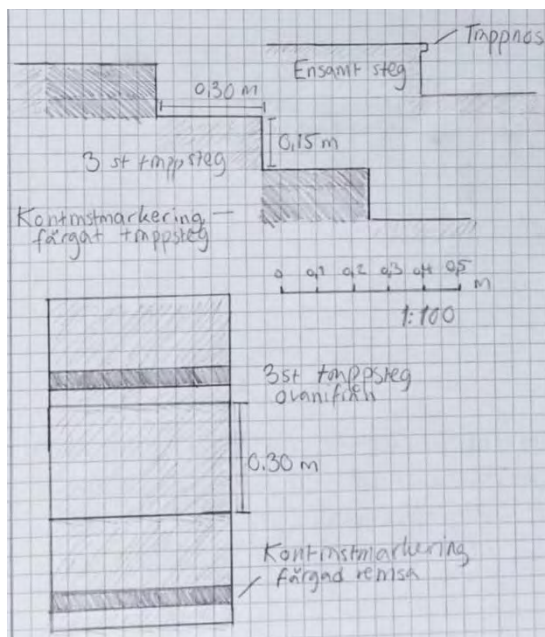 Trappnos
Ensamt steg
0,30 m
0,15 m
3 st trappsteg
Kontrastmarkering
färgat trappsteg
0 0,1 0,2 0,3 0,4 0,5
m
1:100
3st trappsteg
ovanifrån
0.30 m
Kontrastmarkering
färgad remsa